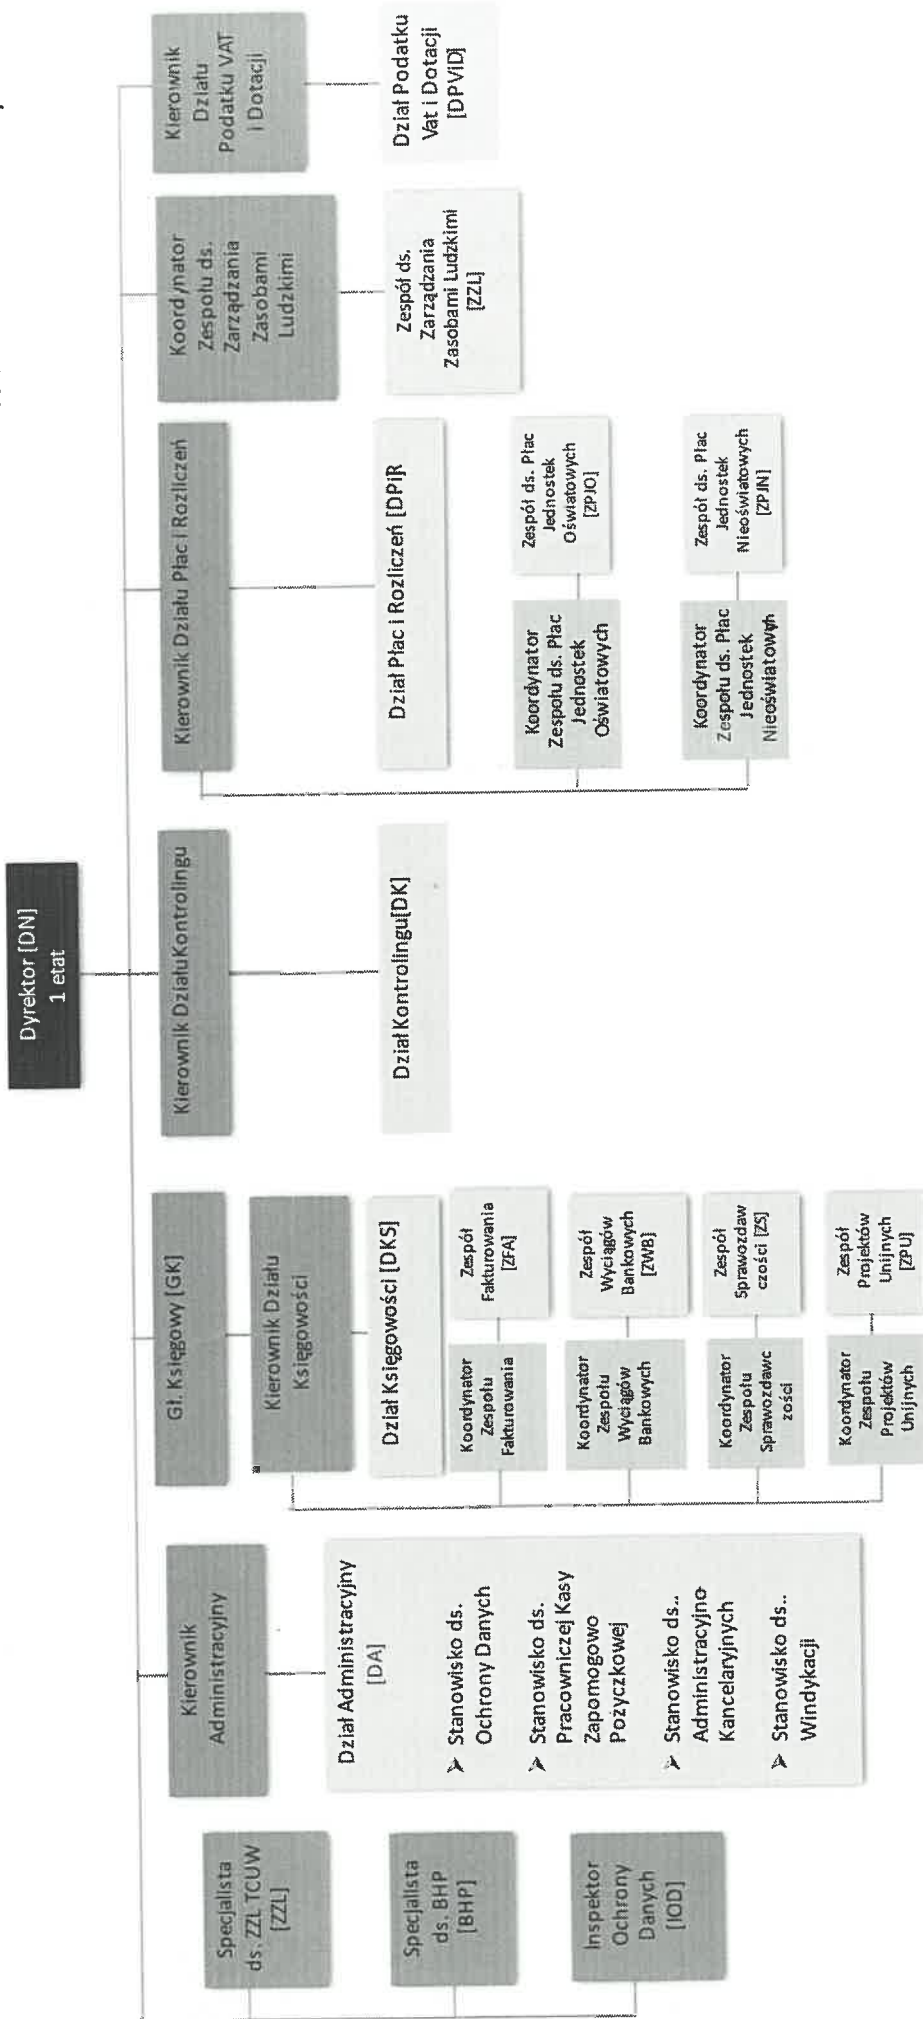 Dyrektor [DN]
1 etat
Specjalista
ds. ZZL TCUW
[ZZL]
Specjalista
ds. BHP
[BHP]
Inspektor
Ochrony
Danych
[IOD]
Kierownik
Administracyjny
Dział Administracyjny
[DA]
➢ Stanowisko ds.
Ochrony Danych
➢ Stanowisko ds.
Pracowniczej Kasy
Zapomogowo
Pożyczkowej
➢ Stanowisko ds..
Administracyjno
Kancelaryjnych
➢ Stanowisko ds..
Windykacji
Gł. Księgowy [GK]
Kierownik Działu
Księgowości
Dział Księgowości [DKS]
Koordynator
Zespołu
Fakturowania
Zespół
Fakturowania
[ZFA]
Koordynator
Zespołu
Wyciągów
Bankowych
Zespół
Wyciągów
Bankowych
[ZWB]
Koordynator
Zespołu
Sprawozdawc
zości
Zespół
Sprawozdaw
czości [ZS]
Koordynator
Zespołu
Projektów
Unijnych
Zespół
Projektów
Unijnych
[ZPU]
Kierownik Działu Kontrolingu
Dział Kontrolingu[DK]
Kierownik Działu Płac i Rozliczeń
Dział Płac i Rozliczeń [DPiR]
Koordynator
Zespołu ds. Płac
Jednostek
Oświatowych
Zespół ds. Płac
Jednostek
Oświatowych
[ZPJO]
Koordynator
Zespołu ds. Płac
Jednostek
Nieoświatowych
Zespół ds. Płac
Jednostek
Nieoświatowych
[ZPJN]
Koordynator
Zespołu ds.
Zarządzania
Zasobami
Ludzkimi
Zespół ds.
Zarządzania
Zasobami Ludzkimi
[ZZL]
Kierownik
Działu
Podatku VAT
i Dotacji
Dział Podatku
Vat i Dotacji
[DPViD]